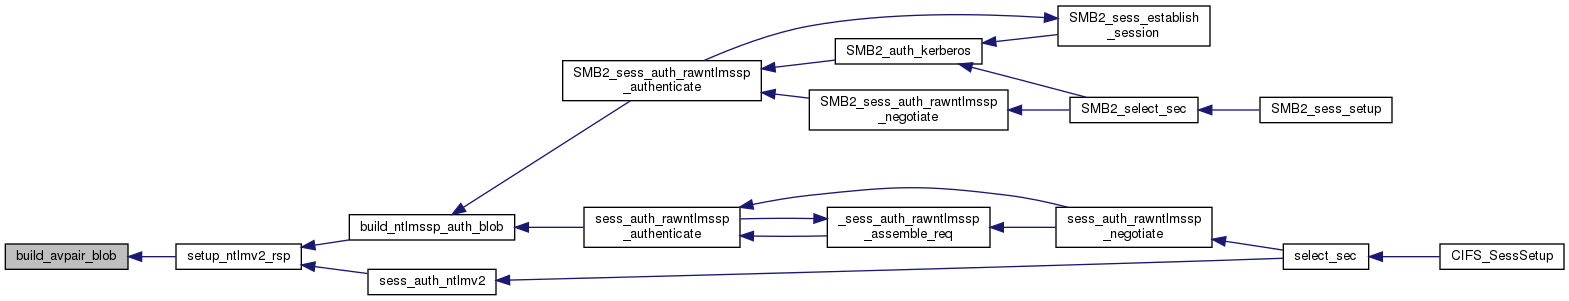 SMB2_sess_establish
_session
SMB2_auth_kerberos
SMB2_sess_auth_rawntlmssp
_authenticate
SMB2_sess_auth_rawntlmssp
_negotiate
SMB2_select_sec
SMB2_sess_setup
build_ntlmssp_auth_blob
sess_auth_rawntlmssp
_authenticate
_sess_auth_rawntlmssp
_assemble_req
sess_auth_rawntlmssp
_negotiate
build_avpair_blob
setup_ntlmv2_rsp
select_sec
CIFS_SessSetup
sess_auth_ntlmv2